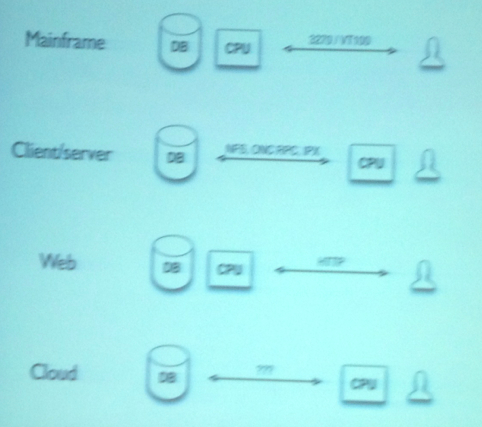 Mainframe DB CPU 3270 / VT100
Client/server DB NFS, ONC RPC, IPX CPU
Web DB CPU HTTP
Cloud DB ??? CPU